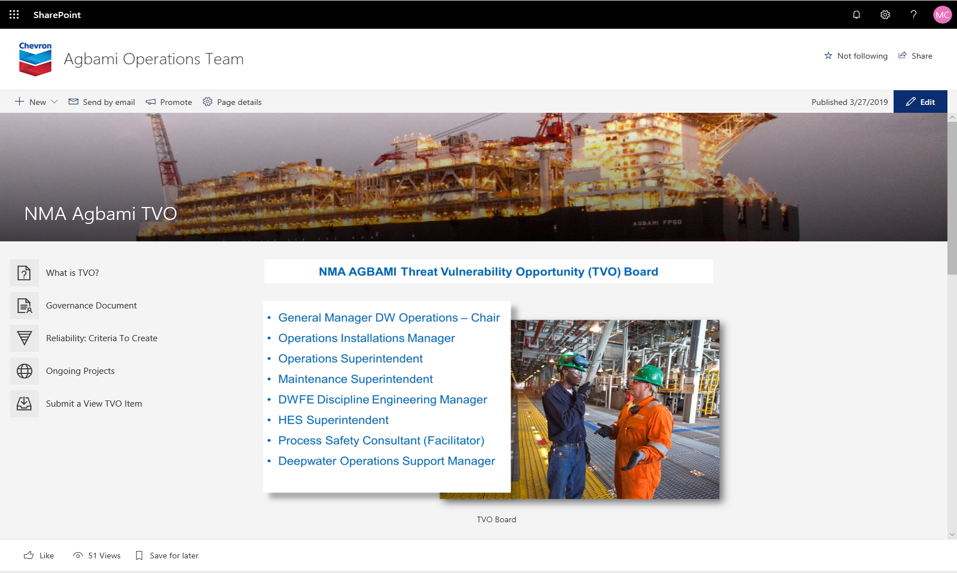 SharePoint
MC
Chevron
Agbami Operations Team
Not following
Share
New
Send by email
Promote
Page details
Published 3/27/2019
Edit
AGBAMI FPSO
NMA Agbami TVO
What is TVO?
Governance Document
Reliability: Criteria To Create
Ongoing Projects
Submit a View TVO Item
NMA AGBAMI Threat Vulnerability Opportunity (TVO) Board
• General Manager DW Operations – Chair
• Operations Installations Manager
• Operations Superintendent
• Maintenance Superintendent
• DWFE Discipline Engineering Manager
• HES Superintendent
• Process Safety Consultant (Facilitator)
• Deepwater Operations Support Manager
TVO Board
Like
51 Views
Save for later